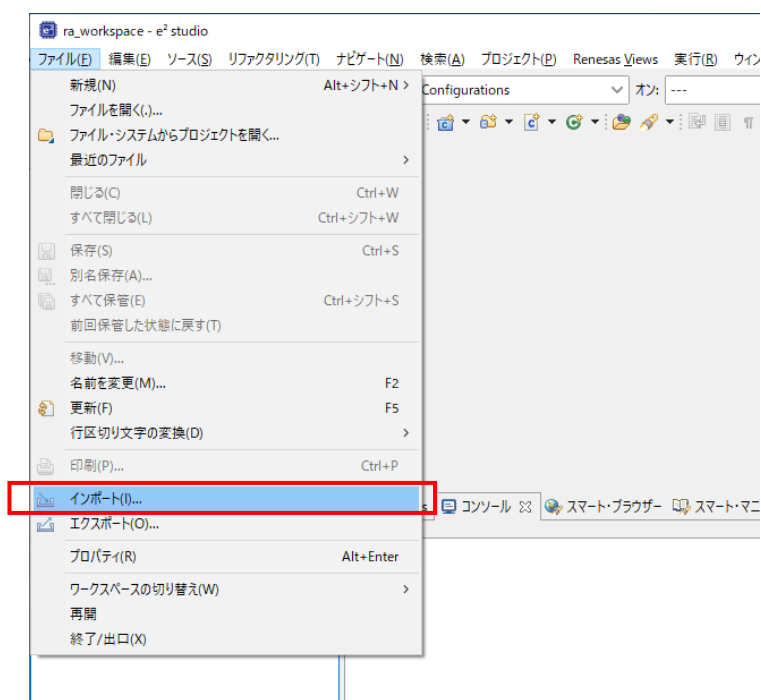 ra_workspace - e² studio
ファイル(F) 編集(E) ソース(S) リファクタリング(T) ナビゲート(N) 検索(A) プロジェクト(P) Renesas Views 実行(R) ウィン
新規(N) Alt+シフト+N >
Configurations オン: ---
ファイルを開く(.)...
ファイル・システムからプロジェクトを開く...
最近のファイル >
閉じる(C) Ctrl+W
すべて閉じる(L) Ctrl+シフト+W
保存(S) Ctrl+S
別名保存(A)...
すべて保管(E) Ctrl+シフト+S
前回保管した状態に戻す(T)
移動(V)...
名前を変更(M)... F2
更新(F) F5
行区切り文字の変換(D) >
印刷(P)... Ctrl+P
インポート(I)...
s コンソール スマート・ブラウザー スマート・マニ
エクスポート(O)...
プロパティ(R) Alt+Enter
ワークスペースの切り替え(W) >
再開
終了/出口(X)